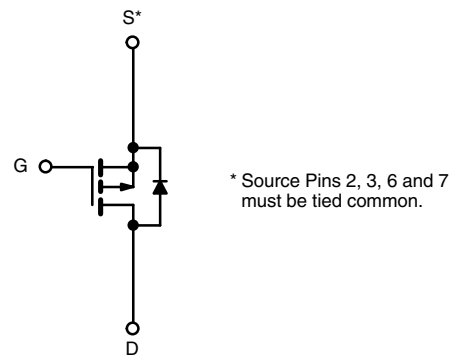 S*
G
* Source Pins 2, 3, 6 and 7
must be tied common.
D